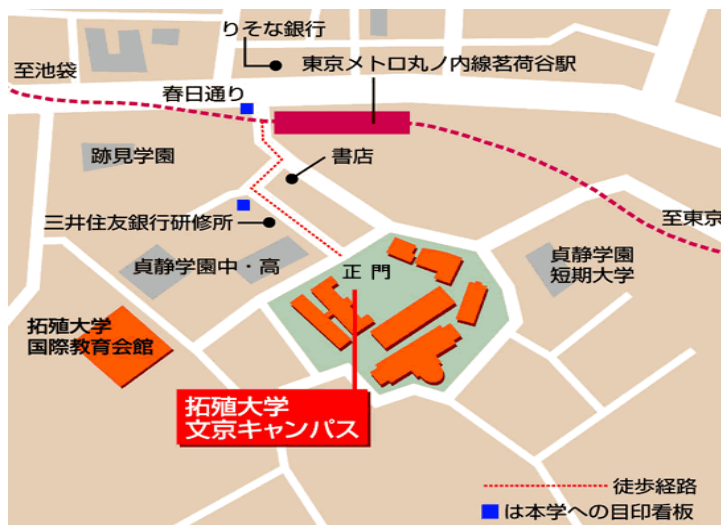 りそな銀行
至池袋
東京メトロ丸ノ内線茗荷谷駅
春日通り
跡見学園
書店
三井住友銀行研修所
至東京
貞静学園中・高
正門
貞静学園
短期大学
拓殖大学
国際教育会館
拓殖大学
文京キャンパス
徒歩経路
は本学への目印看板